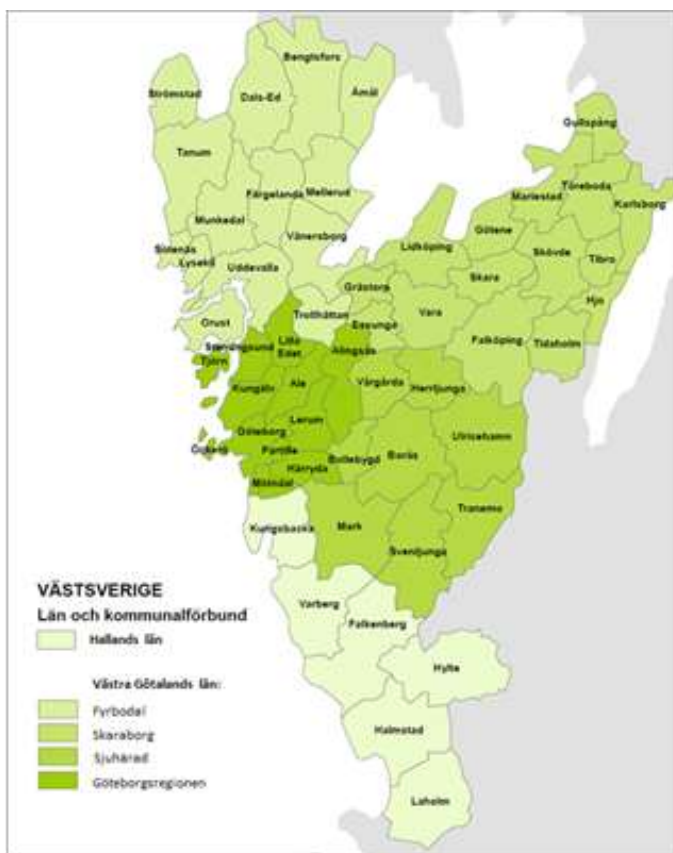 Bengtsfors
Strömstad
Dals-Ed
Åmål
Gullspång
Tanum
Töreboda
Färgelanda
Mellerud
Mariestad
Karlsborg
Munkedal
Götene
Vänersborg
Sotenäs
Lidköping
Skövde
Lysekil
Tibro
Uddevalla
Skara
Grästorp
Hjo
Orust
Trollhättan
Essunga
Vara
Falköping
Tidaholm
Stenungsund
Lilla
Edet
Alingsås
Tjörn
Kungälv
Ale
Vårgårda
Herrljunga
Lerum
Göteborg
Ulricehamn
Öckerö
Partille
Bollebygd
Borås
Härryda
Mölndal
Tranemo
Kungsbacka
Mark
Svenljunga
Varberg
Falkenberg
Hylte
Halmstad
Laholm
VÄSTSVERIGE
Län och kommunalförbund
Hallands län
Västra Götalands län:
Fyrbodal
Skaraborg
Sjuhärad
Göteborgsregionen